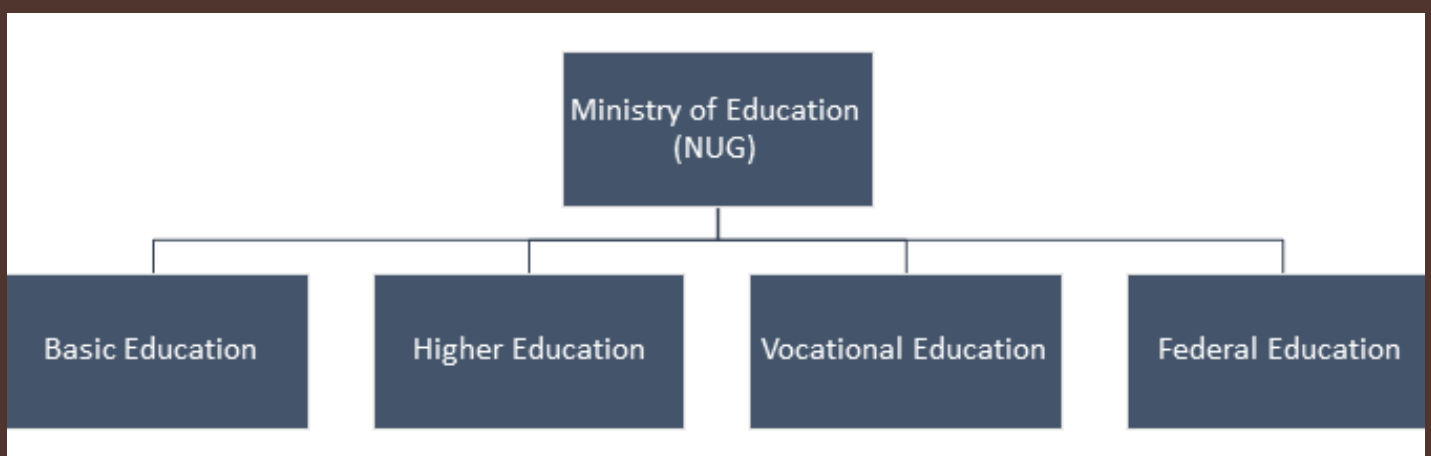 Ministry of Education
(NUG)
Basic Education
Higher Education
Vocational Education
Federal Education